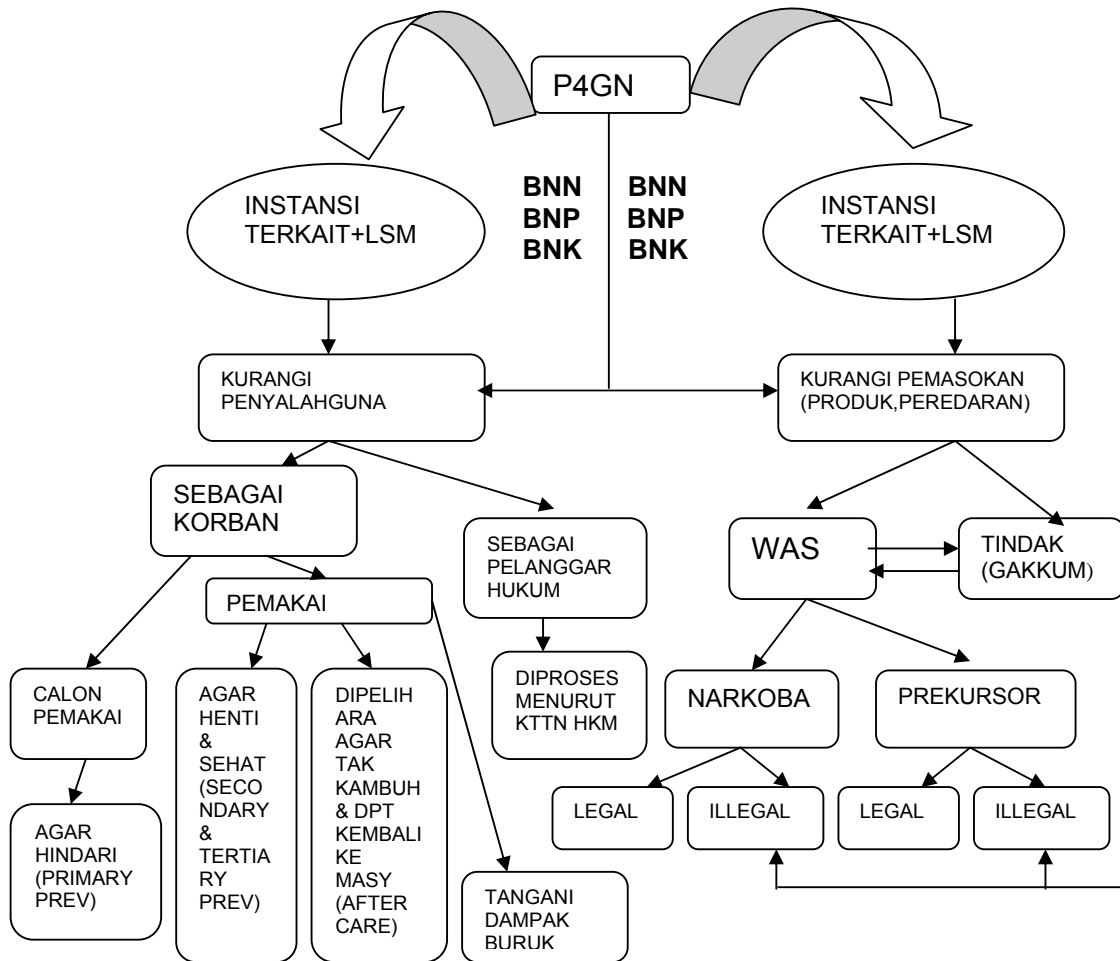 P4GN
BNN
BNP
BNK
BNN
BNP
BNK
INSTANSI
TERKAIT+LSM
INSTANSI
TERKAIT+LSM
KURANGI
PENYALAHGUNA
KURANGI PEMASOKAN
(PRODUK,PEREDARAN)
SEBAGAI
KORBAN
SEBAGAI
PELANGGAR
HUKUM
WAS
TINDAK
(GAKKUM)
PEMAKAI
CALON
PEMAKAI
AGAR
HENTI
&
SEHAT
(SECO
NDARY
&
TERTIA
RY
PREV)
DIPELIH
ARA
AGAR
TAK
KAMBUH
& DPT
KEMBALI
KE
MASY
(AFTER
CARE)
DIPROSES
MENURUT
KTTN HKM
NARKOBA
PREKURSOR
AGAR
HINDARI
(PRIMARY
PREV)
TANGANI
DAMPAK
BURUK
LEGAL
ILLEGAL
LEGAL
ILLEGAL